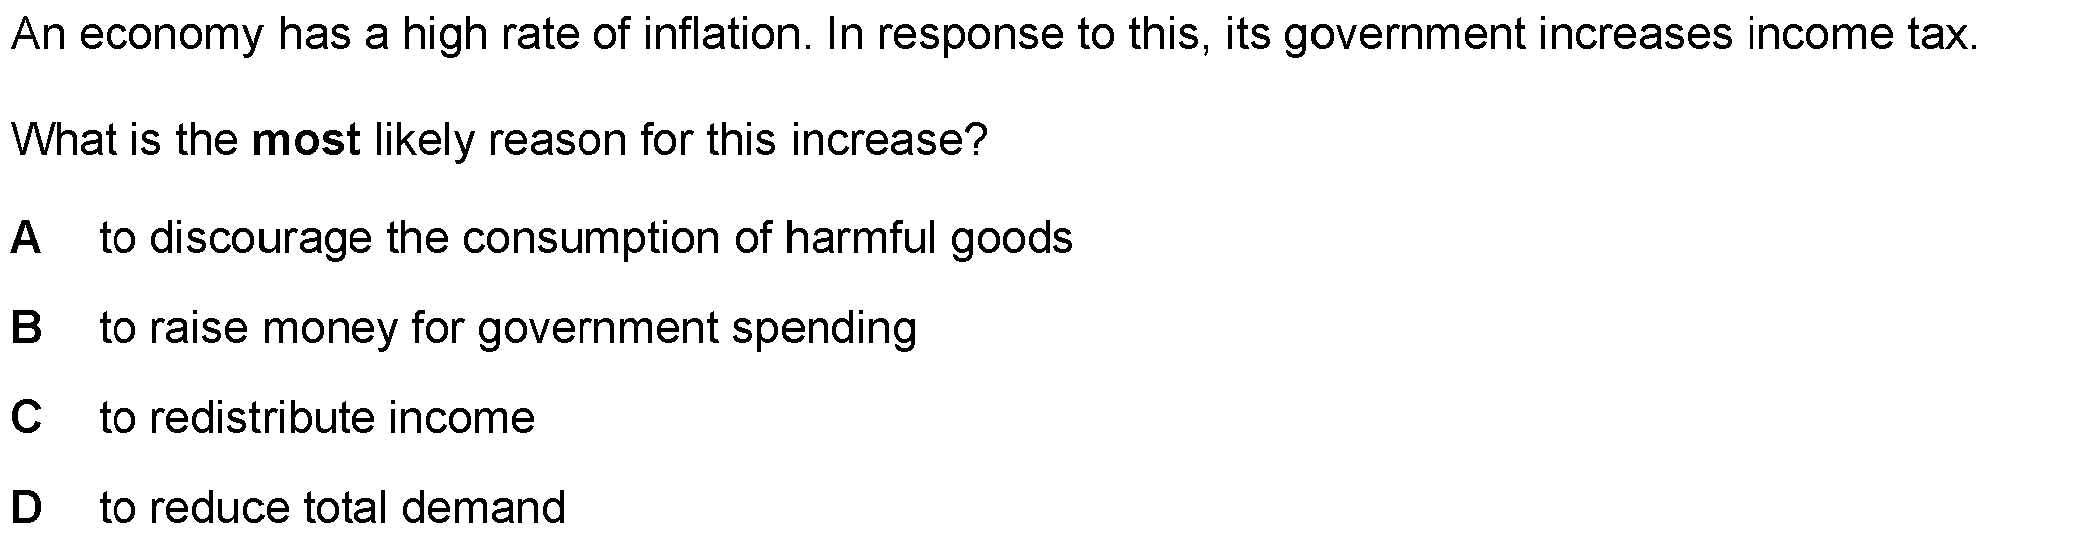 An economy has a high rate of inflation. In response to this, its government increases income tax.
What is the most likely reason for this increase?
A to discourage the consumption of harmful goods
B to raise money for government spending
C to redistribute income
D to reduce total demand